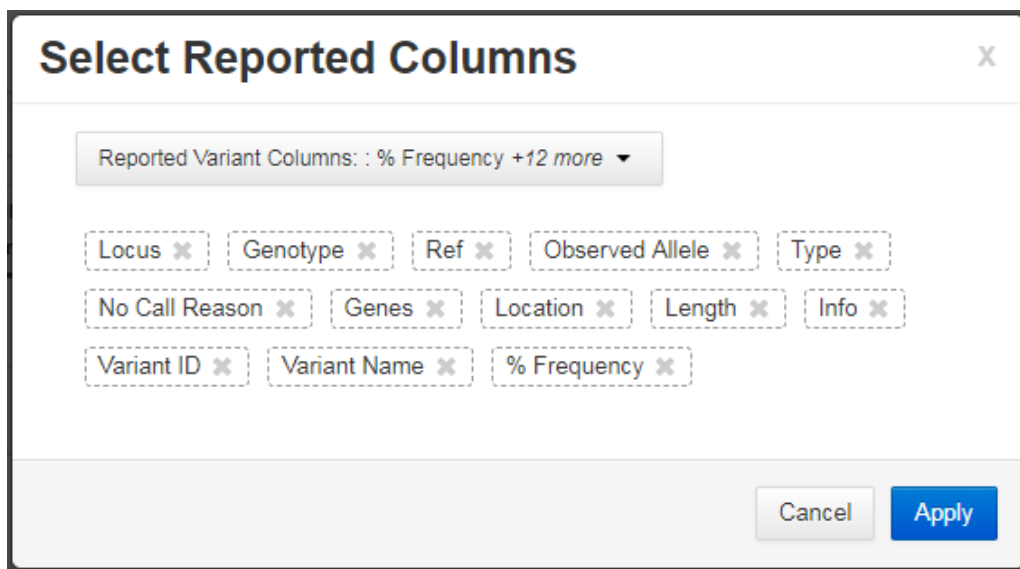 Select Reported Columns x
Reported Variant Columns: : % Frequency +12 more
Locus Genotype Ref Observed Allele Type
No Call Reason Genes Location Length Info
Variant ID Variant Name % Frequency
Cancel Apply